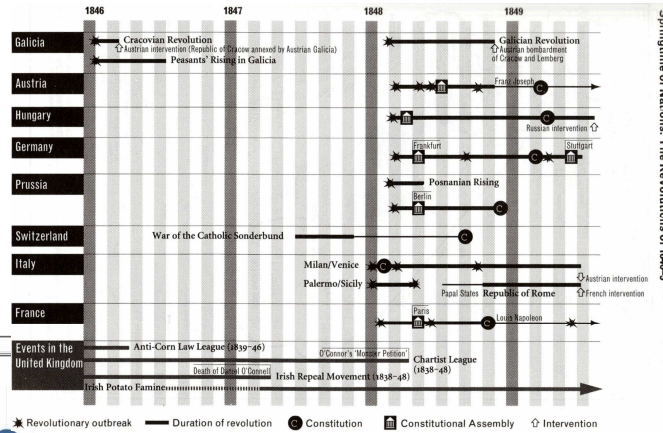 1846 1847 1848 1849
Galicia
Cracovian Revolution
Austrian intervention (Republic of Cracow annexed by Austrian Galicia)
Peasants' Rising in Galicia
Galician Revolution
Austrian bombardment
of Cracow and Lemberg
Austria
Franz Joseph
C
Hungary
C
Russian intervention
Germany
Frankfurt
C
Stuttgart
Prussia
Posnanian Rising
Berlin
C
Switzerland
War of the Catholic Sonderbund
C
Italy
Milan/Venice
C
Austrian intervention
Palermo/Sicily
Papal States Republic of Rome
French intervention
France
Paris
C
Louis Napoleon
Events in the
United Kingdom
Anti-Corn Law League (1839–46)
O'Connor's 'Monster Petition'
Chartist League
(1838–48)
Death of Daniel O'Connell
Irish Repeal Movement (1838–48)
Irish Potato Famine
Revolutionary outbreak
Duration of revolution
C Constitution
Constitutional Assembly
Intervention